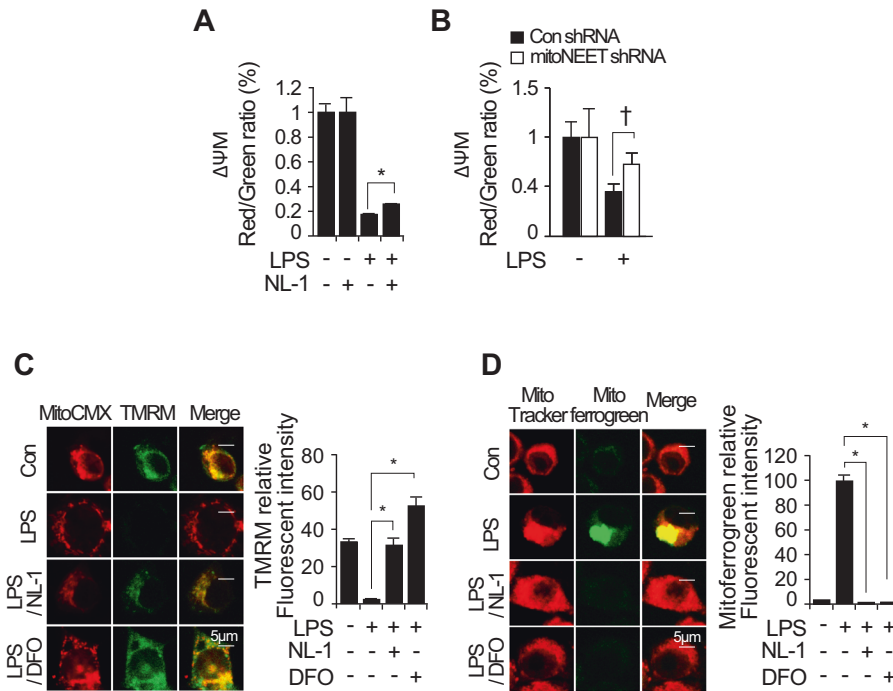 A
ΔΨM
Red/Green ratio (%)
1.2
1
0.8
0.6
0.4
0.2
0
LPS - - + +
NL-1 - + - +
*
B
Con shRNA
mitoNEET shRNA
ΔΨM
Red/Green ratio (%)
1
0.4
0
†
LPS - +
C
MitoCMX TMRM Merge
Con
LPS
LPS
/ NL-1
LPS
/ DFO
5μm
TMRM relative
Fluorescent intensity
80
60
40
20
0
*
*
LPS - + + +
NL-1 - - + -
DFO - - - +
D
Mito
Tracker
Mito
ferrogreen
Merge
Con
LPS
LPS
/ NL-1
LPS
/ DFO
5μm
Mitoferrogreen relative
Fluorescent intensity
120
100
80
60
40
20
0
*
*
LPS - + + +
NL-1 - - + -
DFO - - - +